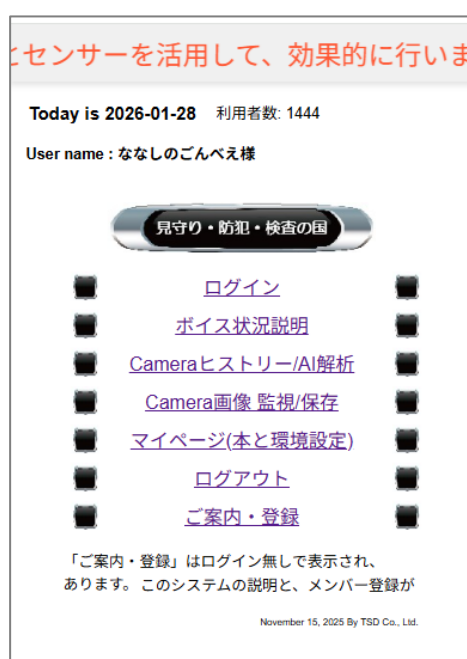 とセンサーを活用して、効果的に行いま
Today is 2026-01-28 利用者数: 1444
User name : ななしのごんべえ様
見守り・防犯・検査の国
ログイン
ボイス状況説明
Cameraヒストリー/AI解析
Camera画像 監視/保存
マイページ(本と環境設定)
ログアウト
ご案内・登録
「ご案内・登録」はログイン無しで表示され、
あります。このシステムの説明と、メンバー登録が
November 15, 2025 By TSD Co., Ltd.